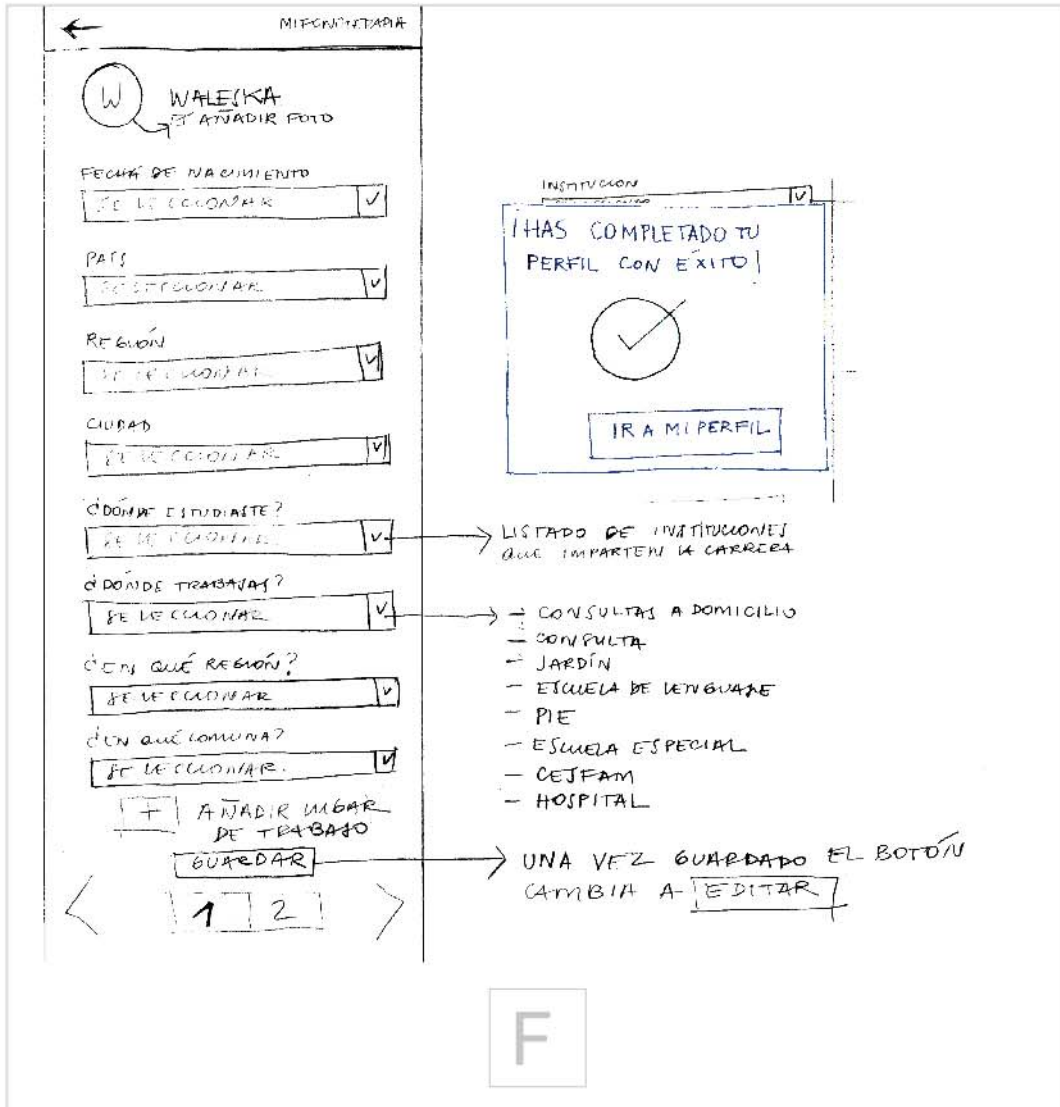 WALESKA
AÑADIR FOTO
FECHA DE NACIMIENTO
SELECCIONAR
PAÍS
SELECCIONAR
REGIÓN
SELECCIONAR
CIUDAD
SELECCIONAR
¿DÓNDE ESTUDIASTE?
SELECCIONAR
¿DÓNDE TRABAJAS?
SELECCIONAR
¿EN QUÉ REGIÓN?
SELECCIONAR
¿EN QUÉ COMUNA?
SELECCIONAR
+ AÑADIR LUGAR
DE TRABAJO
GUARDAR
< 1 2 >
W
INSTITUCION
¡HAS COMPLETADO TU
PERFIL CON ÉXITO!
IR A MI PERFIL
LISTADO DE INSTITUCIONES
QUE IMPARTEN LA CARRERA
- CONSULTAS A DOMICILIO
- CONSULTA
- JARDÍN
- ESCUELA DE LENGUAJE
- PIE
- ESCUELA ESPECIAL
- CESFAM
- HOSPITAL
UNA VEZ GUARDADO EL BOTÓN
CAMBIA A EDITAR
F